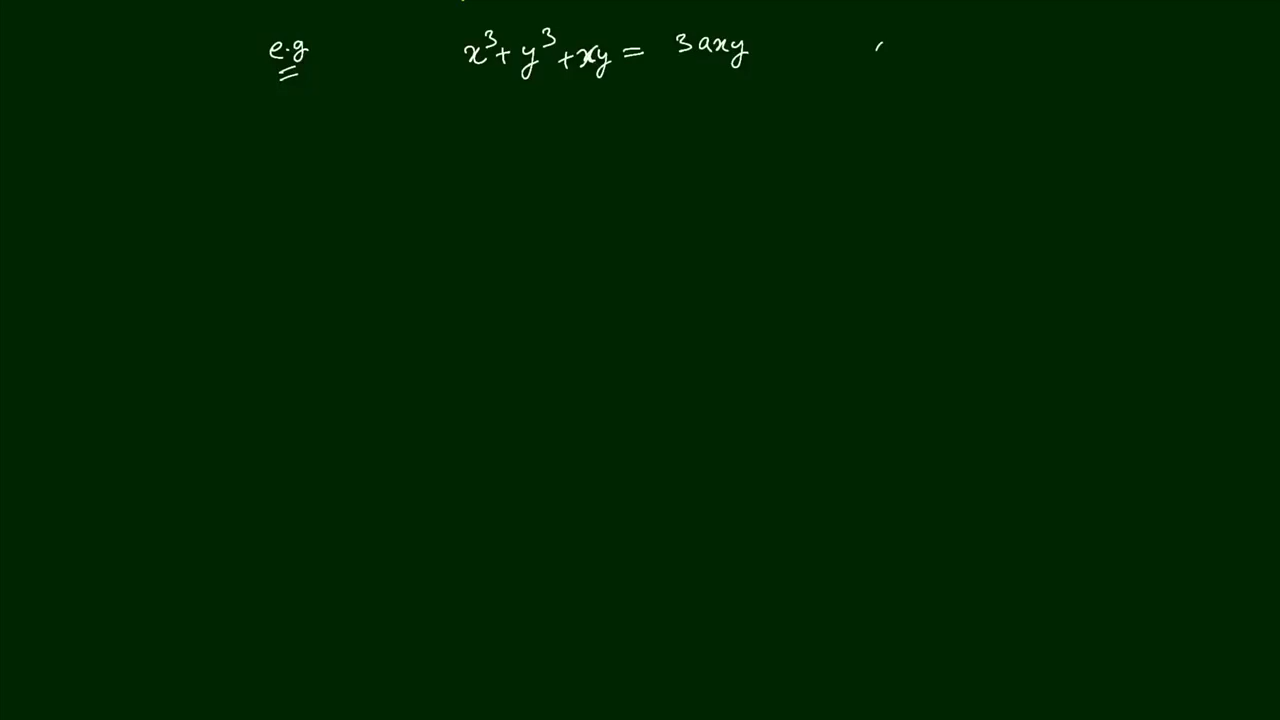 e.g x³ + y³ + xy = 3axy